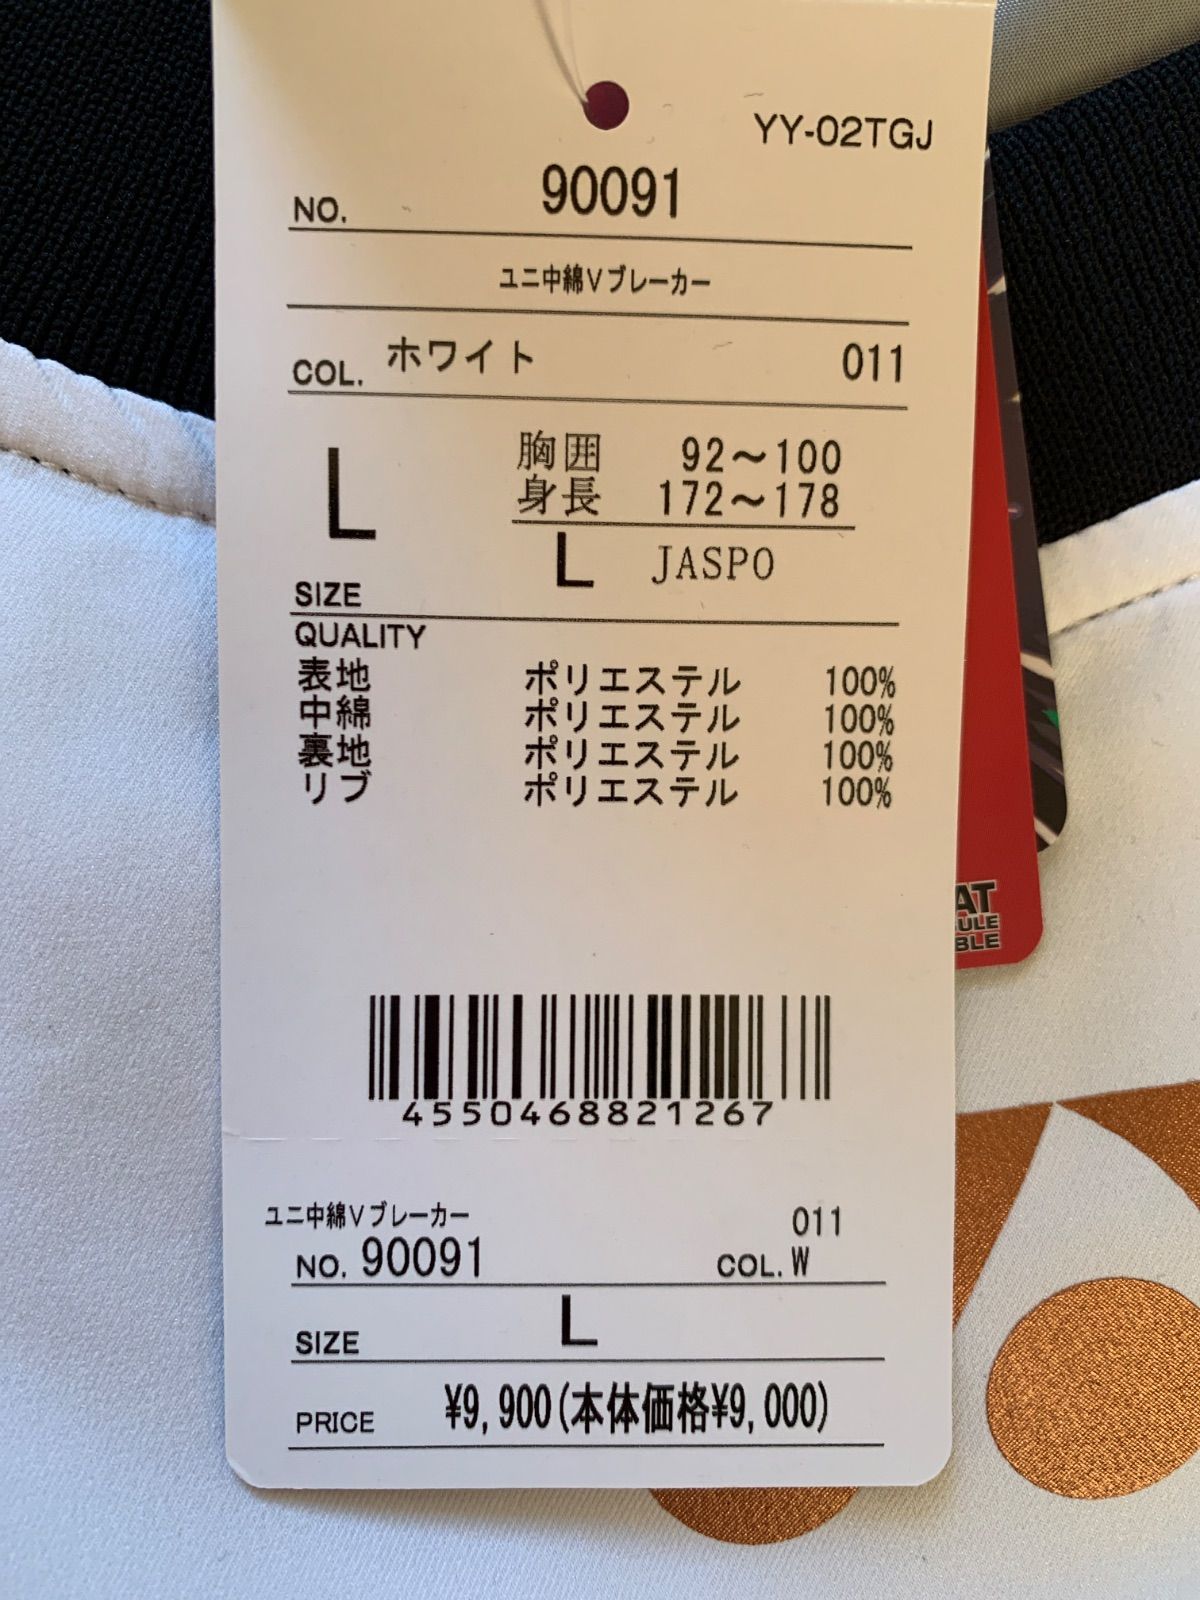 YY-02TGJ
NO. 90091
ユニ中綿Vブレーカー
COL. ホワイト 011
胸囲 92〜100
身長 172〜178
L
L JASPO
SIZE
QUALITY
表地 ポリエステル 100%
中綿 ポリエステル 100%
裏地 ポリエステル 100%
リブ ポリエステル 100%
AT
ULE
BLE
4550468821267
ユニ中綿Vブレーカー 011
NO. 90091 COL. W
SIZE L
PRICE ¥9,900(本体価格¥9,000)